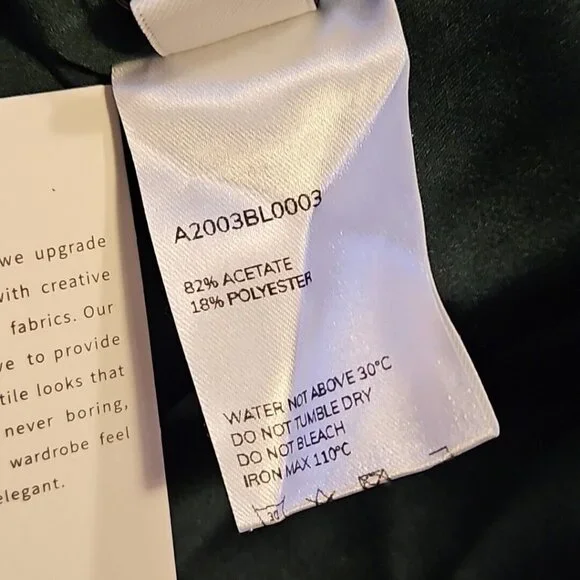 we upgrade
with creative
fabrics. Our
to provide
looks that
never boring,
wardrobe feel
elegant.
A2003BL0003
82% ACETATE
18% POLYESTER
WATER NOT ABOVE 30°C
DO NOT TUMBLE DRY
DO NOT BLEACH
IRON MAX 110°C
30